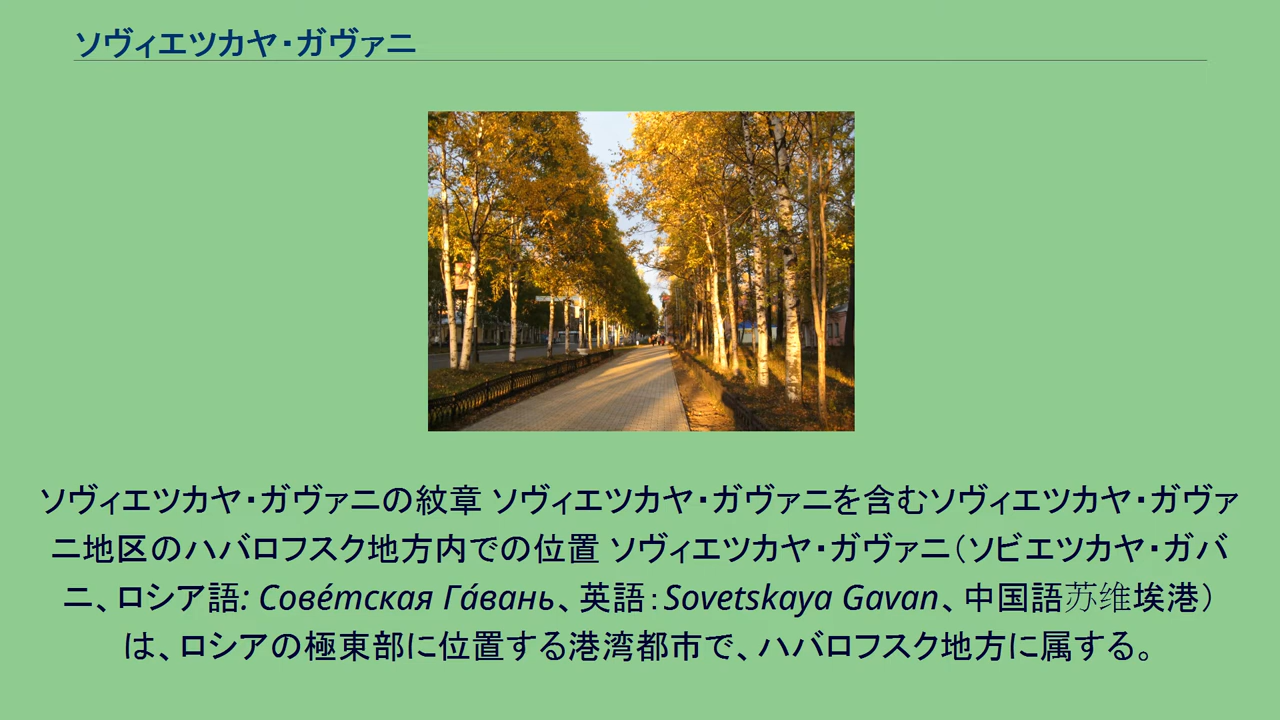 ソヴィエツカヤ・ガヴァニ
ソヴィエツカヤ・ガヴァニの紋章 ソヴィエツカヤ・ガヴァニを含むソヴィエツカヤ・ガヴァ
ニ地区のハバロフスク地方内での位置 ソヴィエツカヤ・ガヴァニ（ソビエツカヤ・ガバ
ニ、ロシア語: Сове́тская Га́вань、英語：Sovetskaya Gavan、中国語苏维埃港）
は、ロシアの極東部に位置する港湾都市で、ハバロフスク地方に属する。